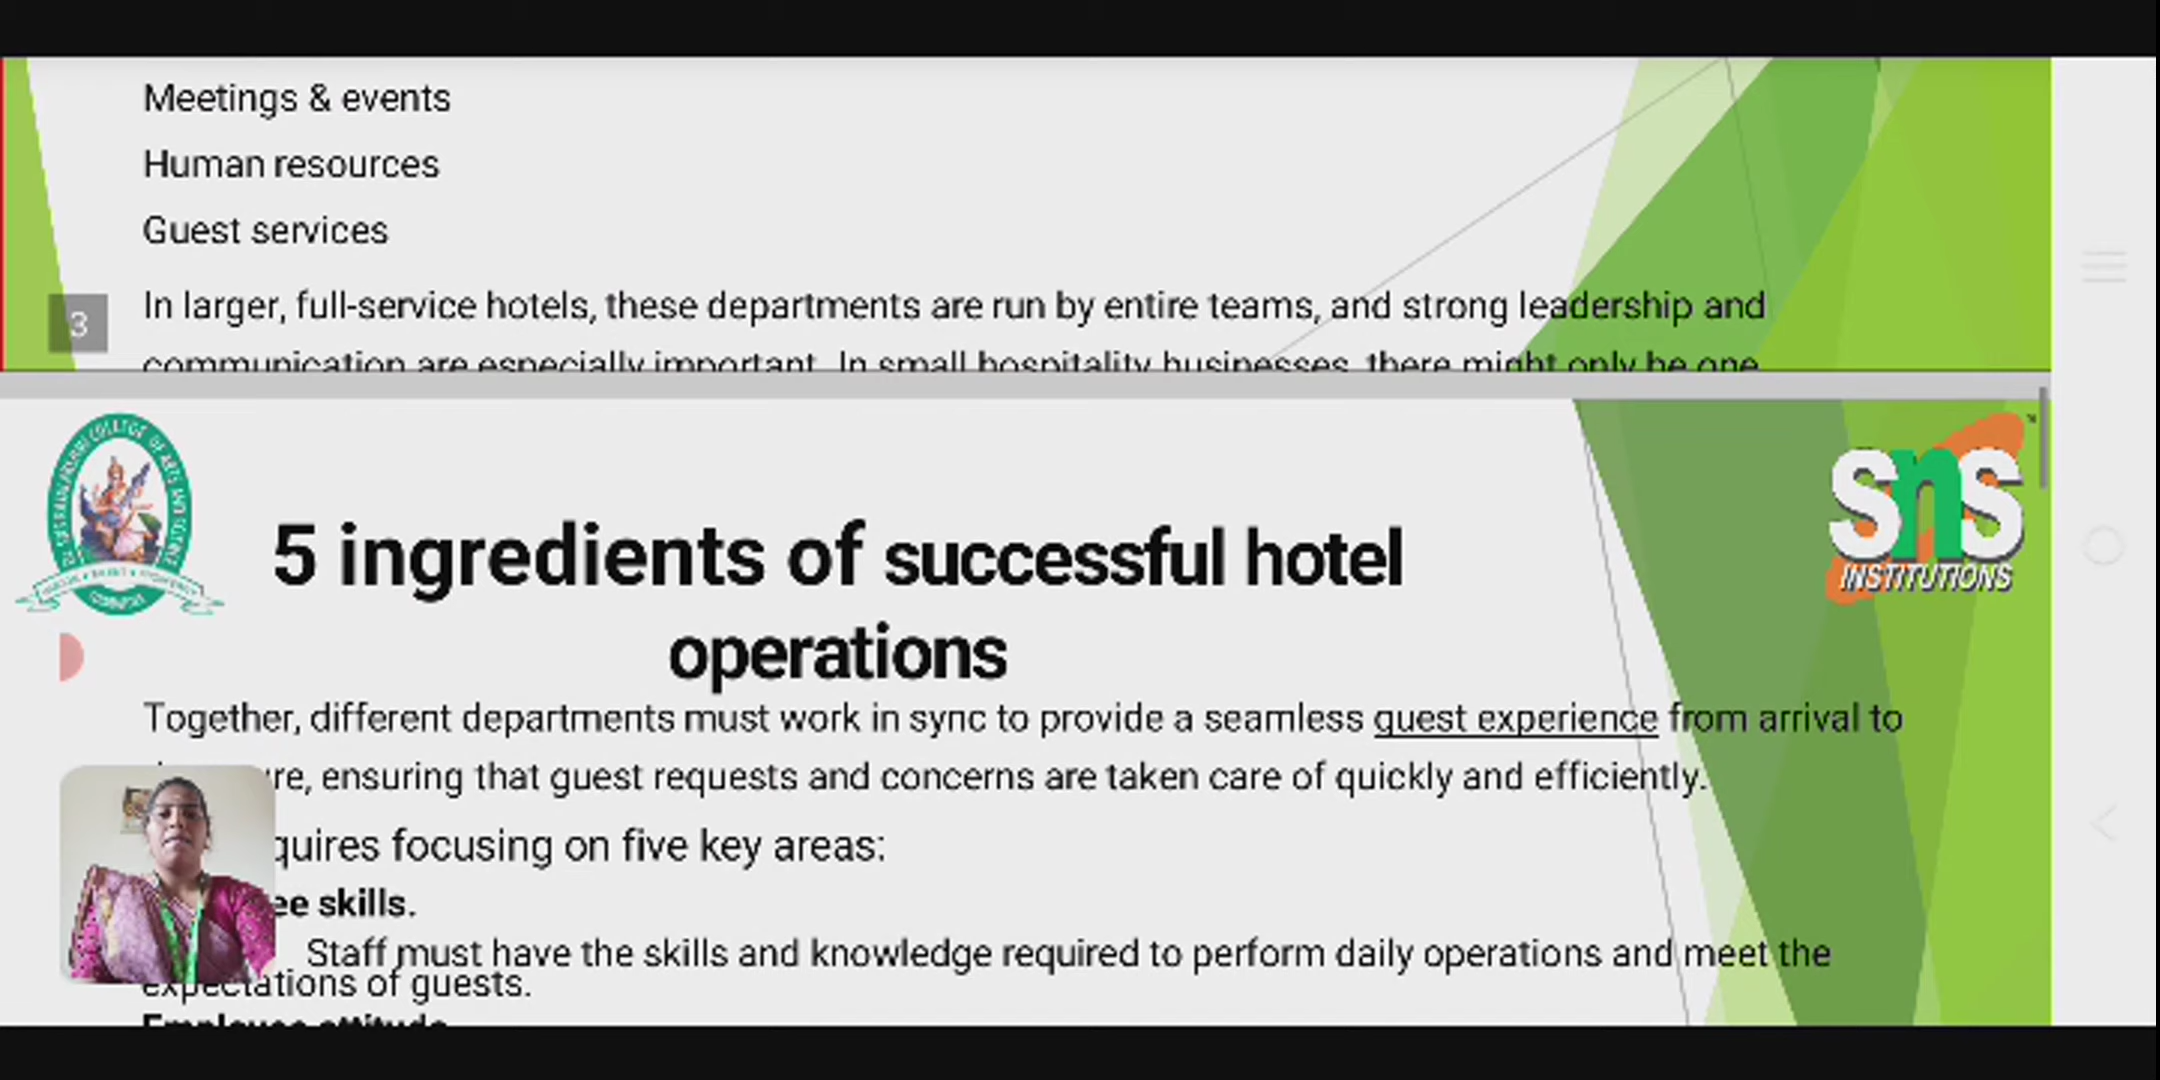 Meetings & events
Human resources
Guest services
In larger, full-service hotels, these departments are run by entire teams, and strong leadership and
3
communication are especially important. In small hospitality businesses, there might only be one
5 ingredients of successful hotel
operations
sns
INSTITUTIONS
Together, different departments must work in sync to provide a seamless guest experience from arrival to
re, ensuring that guest requests and concerns are taken care of quickly and efficiently.
quires focusing on five key areas:
ee skills.
Staff must have the skills and knowledge required to perform daily operations and meet the
expectations of guests.
Employee attitude